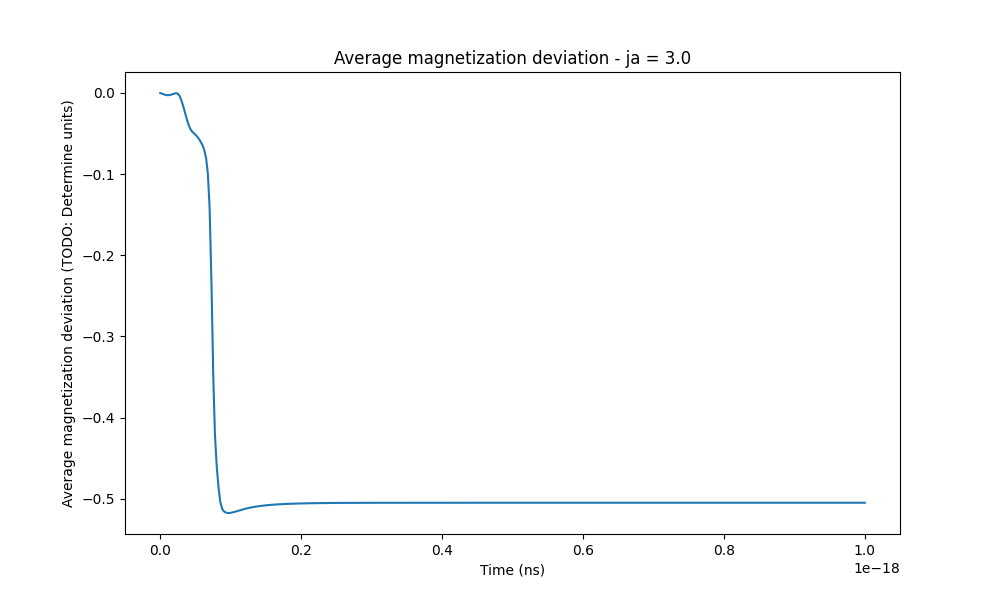 Average magnetization deviation - ja = 3.0
Average magnetization deviation (TODO: Determine units)
0.0
−0.1
−0.2
−0.3
−0.4
−0.5
0.0 0.2 0.4 0.6 0.8 1.0
1e−18
Time (ns)